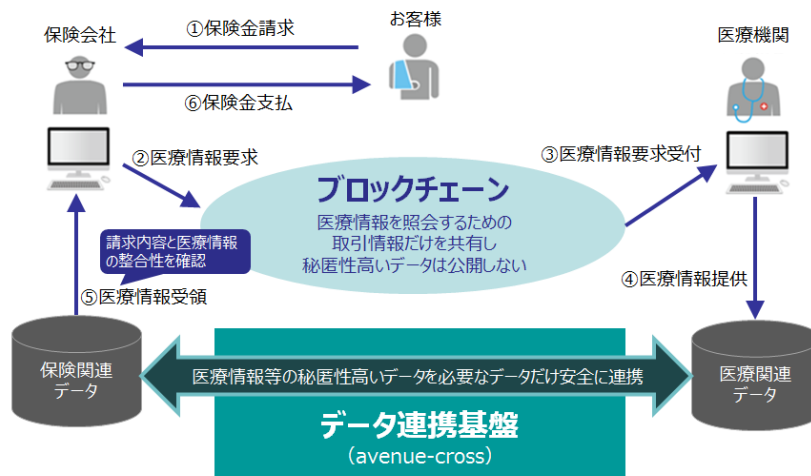 保険会社
①保険金請求
お客様
医療機関
⑥保険金支払
②医療情報要求
③医療情報要求受付
ブロックチェーン
医療情報を照会するための
取引情報だけを共有し
秘匿性高いデータは公開しない
請求内容と医療情報
の整合性を確認
⑤医療情報受領
④医療情報提供
保険関連
データ
医療情報等の秘匿性高いデータを必要なデータだけ安全に連携
医療関連
データ
データ連携基盤
（avenue-cross）